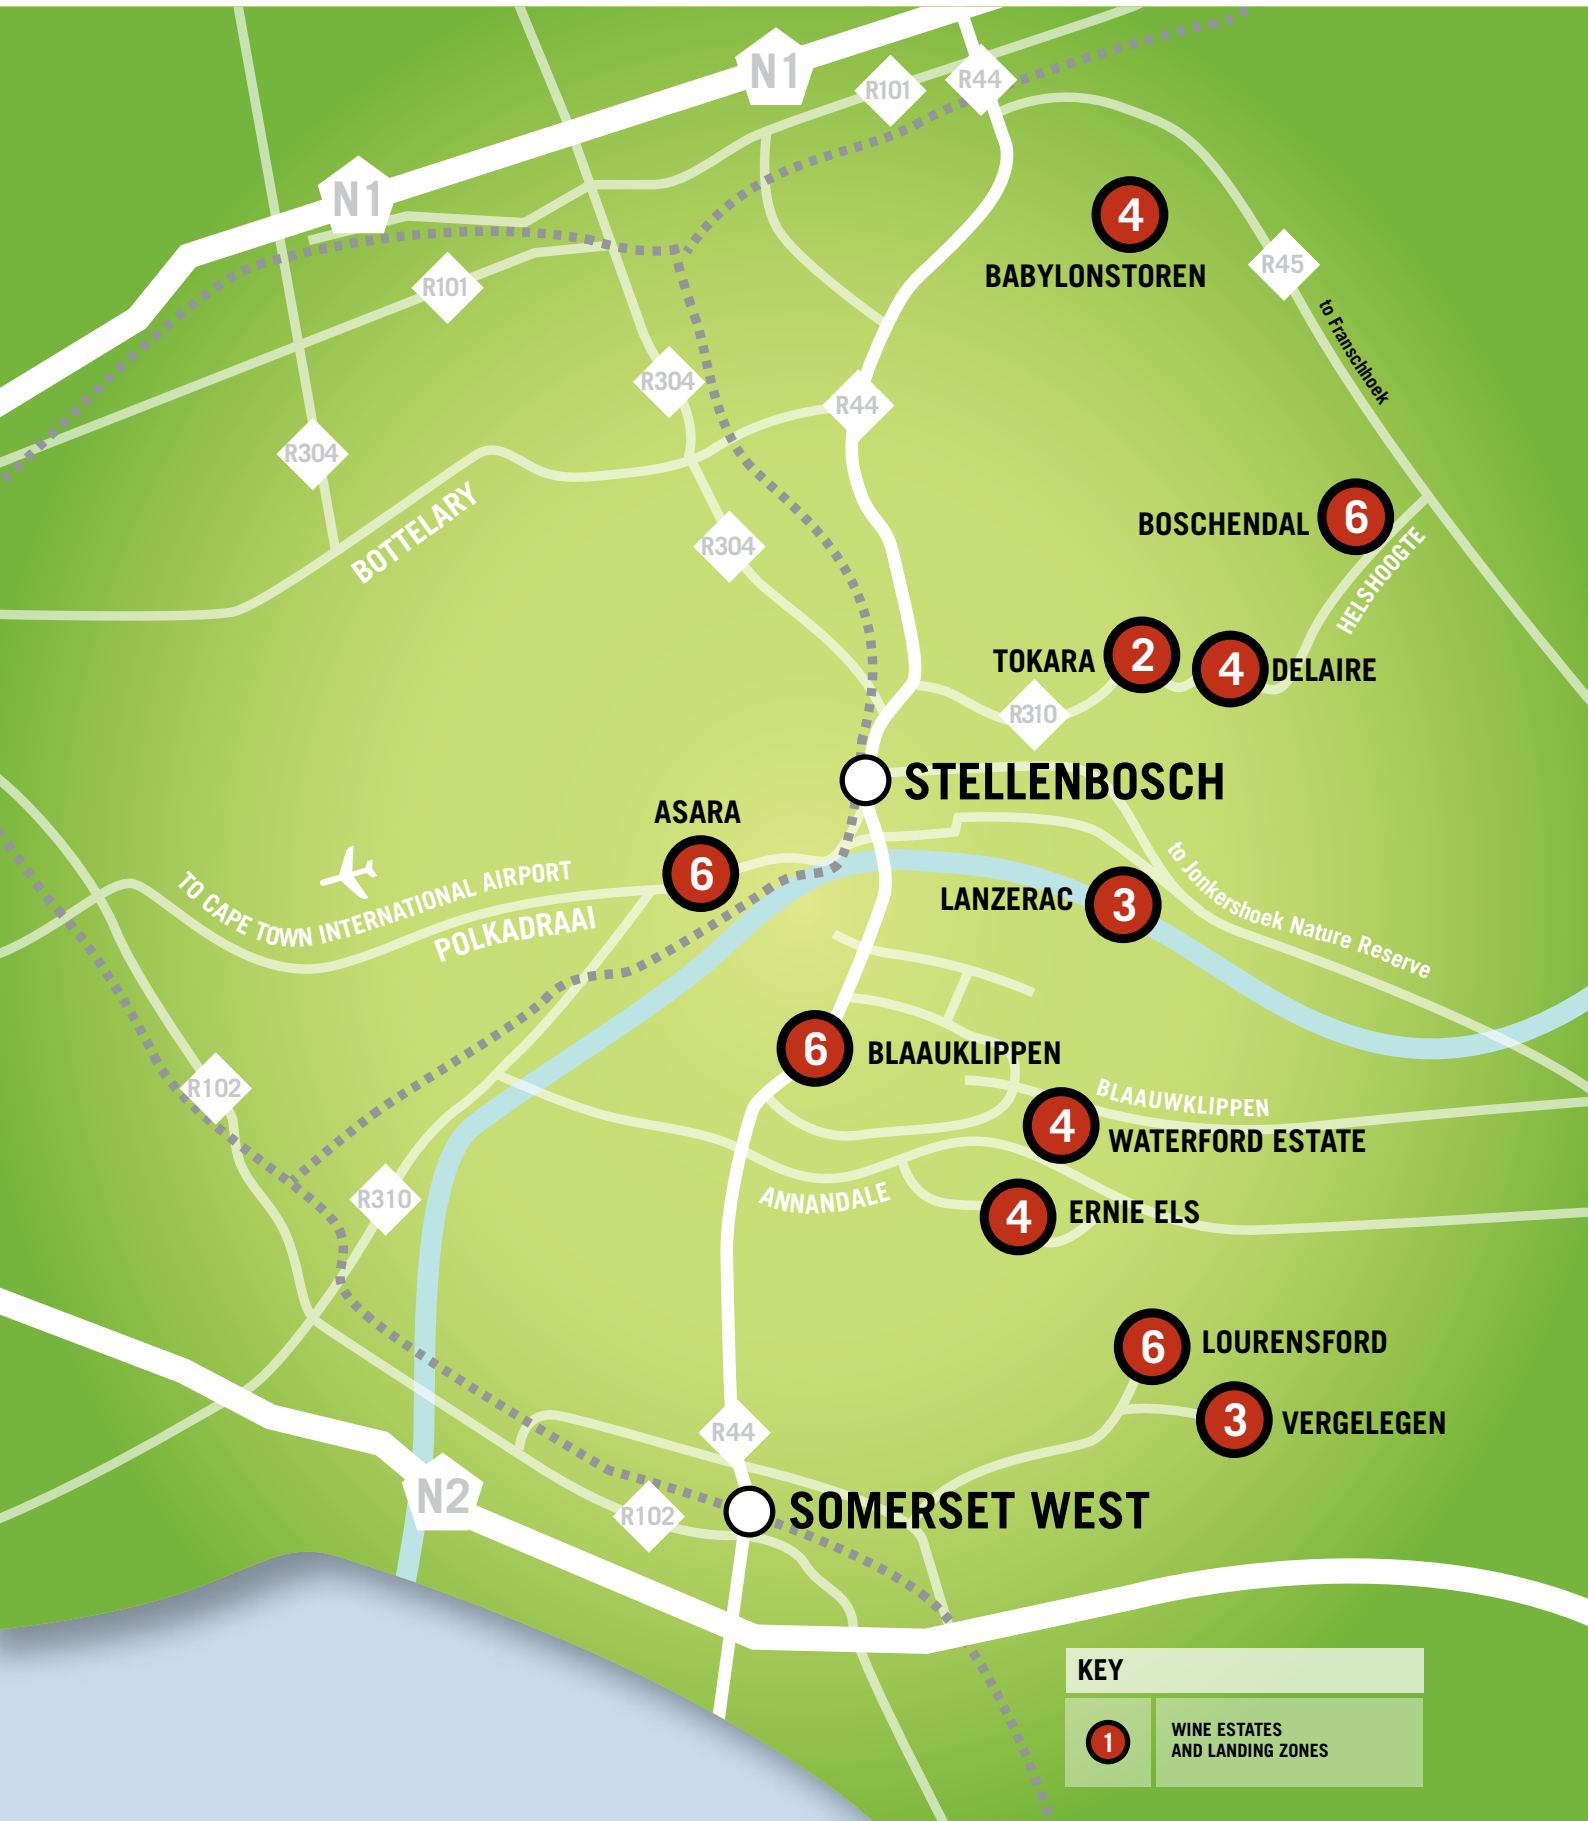 N1
R101
R44
N1
4
BABYLONSTOREN
R45
R101
to Franschhoek
R304
R44
R304
BOTTELARY
BOSCHENDAL
6
R304
HELSHOOGTE
TOKARA
2
4
DELAIRE
R310
STELLENBOSCH
ASARA
6
TO CAPE TOWN INTERNATIONAL AIRPORT
POLKADRAAI
LANZERAC
3
to Jonkershoek Nature Reserve
6
BLAAUKLIPPEN
R102
BLAAUWKLIPPEN
4
WATERFORD ESTATE
R310
ANNANDALE
4
ERNIE ELS
6
LOURENSFORD
3
VERGELEGEN
R44
N2
R102
SOMERSET WEST
KEY
1
WINE ESTATES
AND LANDING ZONES